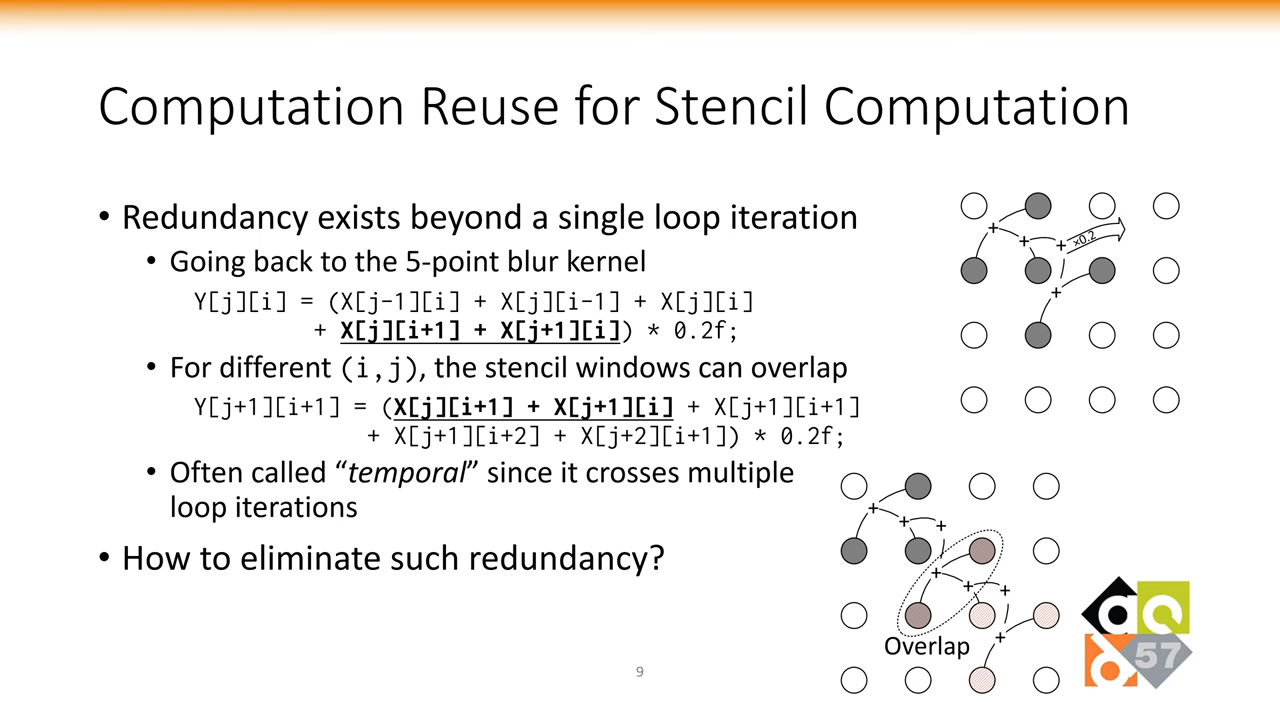 Computation Reuse for Stencil Computation
• Redundancy exists beyond a single loop iteration
• Going back to the 5-point blur kernel
Y[j][i] = (X[j-1][i] + X[j][i-1] + X[j][i]
+ X[j][i+1] + X[j+1][i]) * 0.2f;
• For different (i,j), the stencil windows can overlap
Y[j+1][i+1] = (X[j][i+1] + X[j+1][i] + X[j+1][i+1]
+ X[j+1][i+2] + X[j+2][i+1]) * 0.2f;
• Often called “temporal” since it crosses multiple
loop iterations
• How to eliminate such redundancy?
+
+
+ ×0.2
+
+
+
+
+
+
+
+
Overlap
57
9